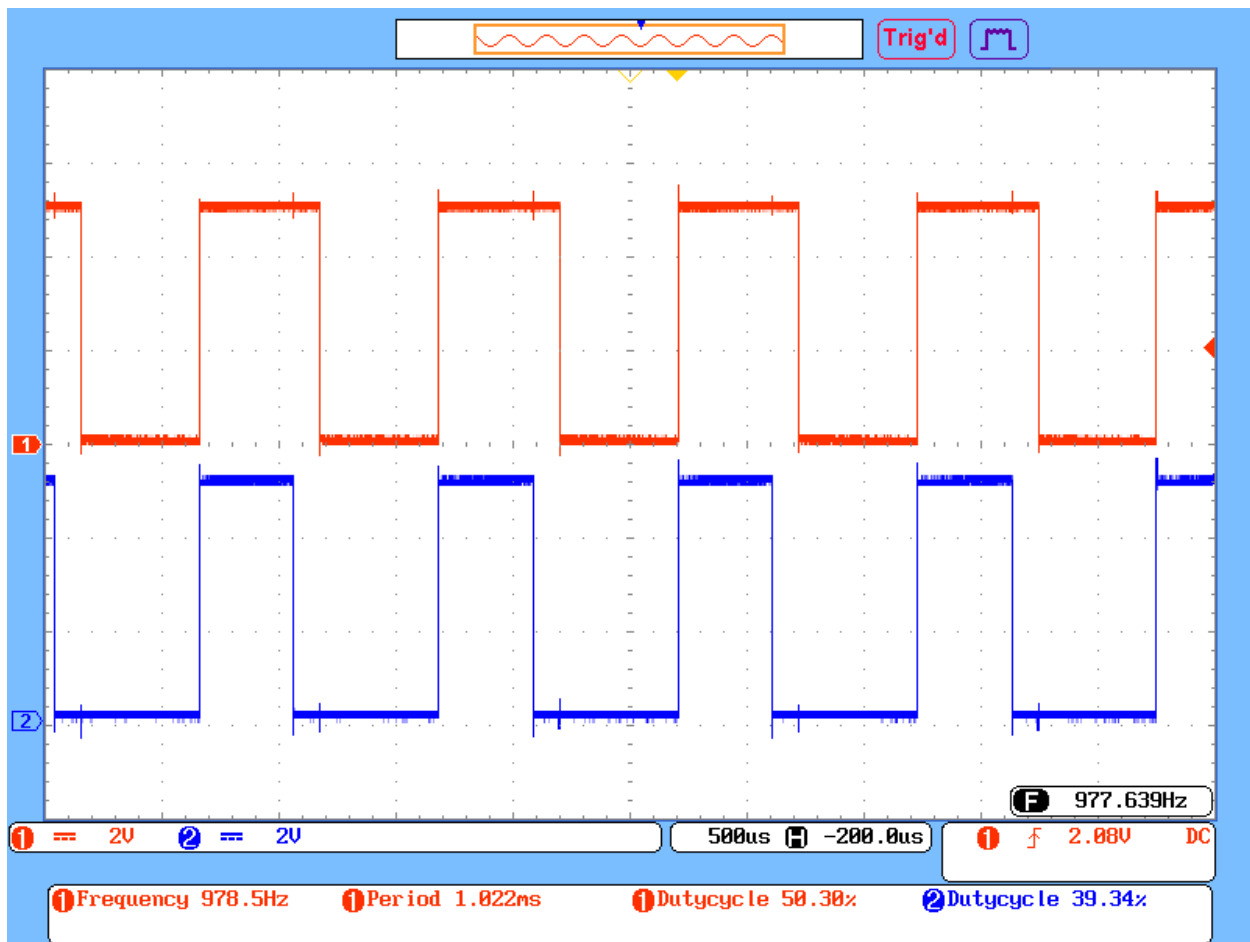 Trig'd
1
2
F 977.639Hz
1 2V 2 2V 500us H -200.0us 1 2.08V DC
1 Frequency 978.5Hz 1 Period 1.022ms 1 Dutycycle 50.30% 2 Dutycycle 39.34%